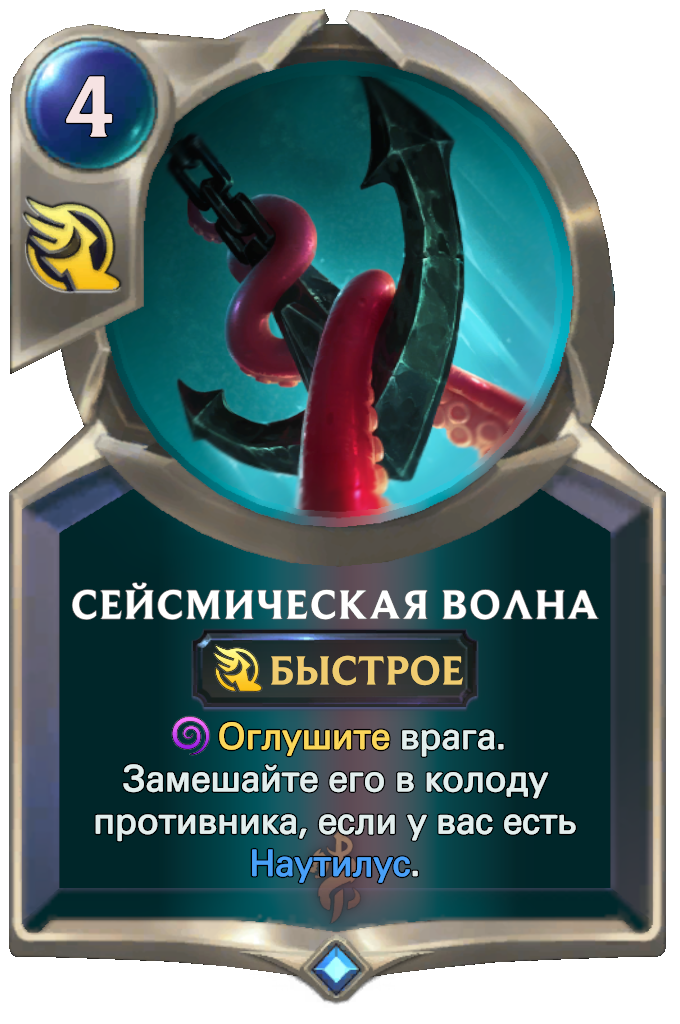 4
СЕЙСМИЧЕСКАЯ ВОЛНА
БЫСТРОЕ
Оглушите врага.
Замешайте его в колоду
противника, если у вас есть
Наутилус.